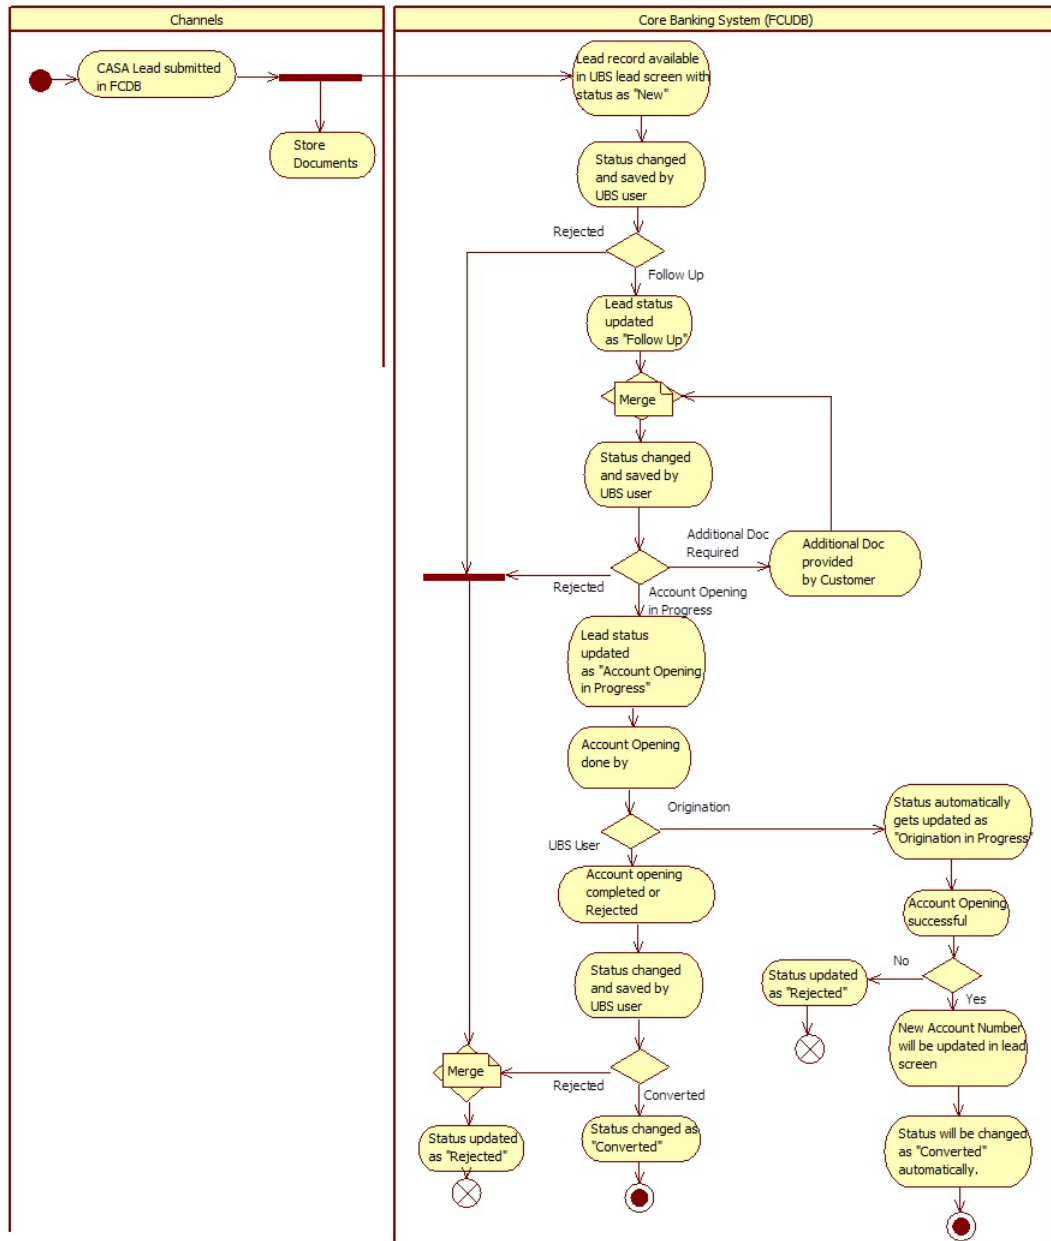 Channels
Core Banking System (FCUDB)
CASA Lead submitted
in FCDB
Lead record available
in UBS lead screen with
status as "New"
Store
Documents
Status changed
and saved by
UBS user
Rejected
Follow Up
Lead status
updated
as "Follow Up"
Merge
Status changed
and saved by
UBS user
Additional Doc
Required
Additional Doc
provided
by Customer
Rejected
Account Opening
in Progress
Lead status
updated
as "Account Opening
in Progress"
Account Opening
done by
Origination
Status automatically
gets updated as
"Origination in Progress"
UBS User
Account opening
completed or
Rejected
Account Opening
successful
Status changed
and saved by
UBS user
No
Status updated
as "Rejected"
Yes
New Account Number
will be updated in lead
screen
Merge
Rejected
Converted
Status updated
as "Rejected"
Status changed as
"Converted"
Status will be changed
as "Converted"
automatically.